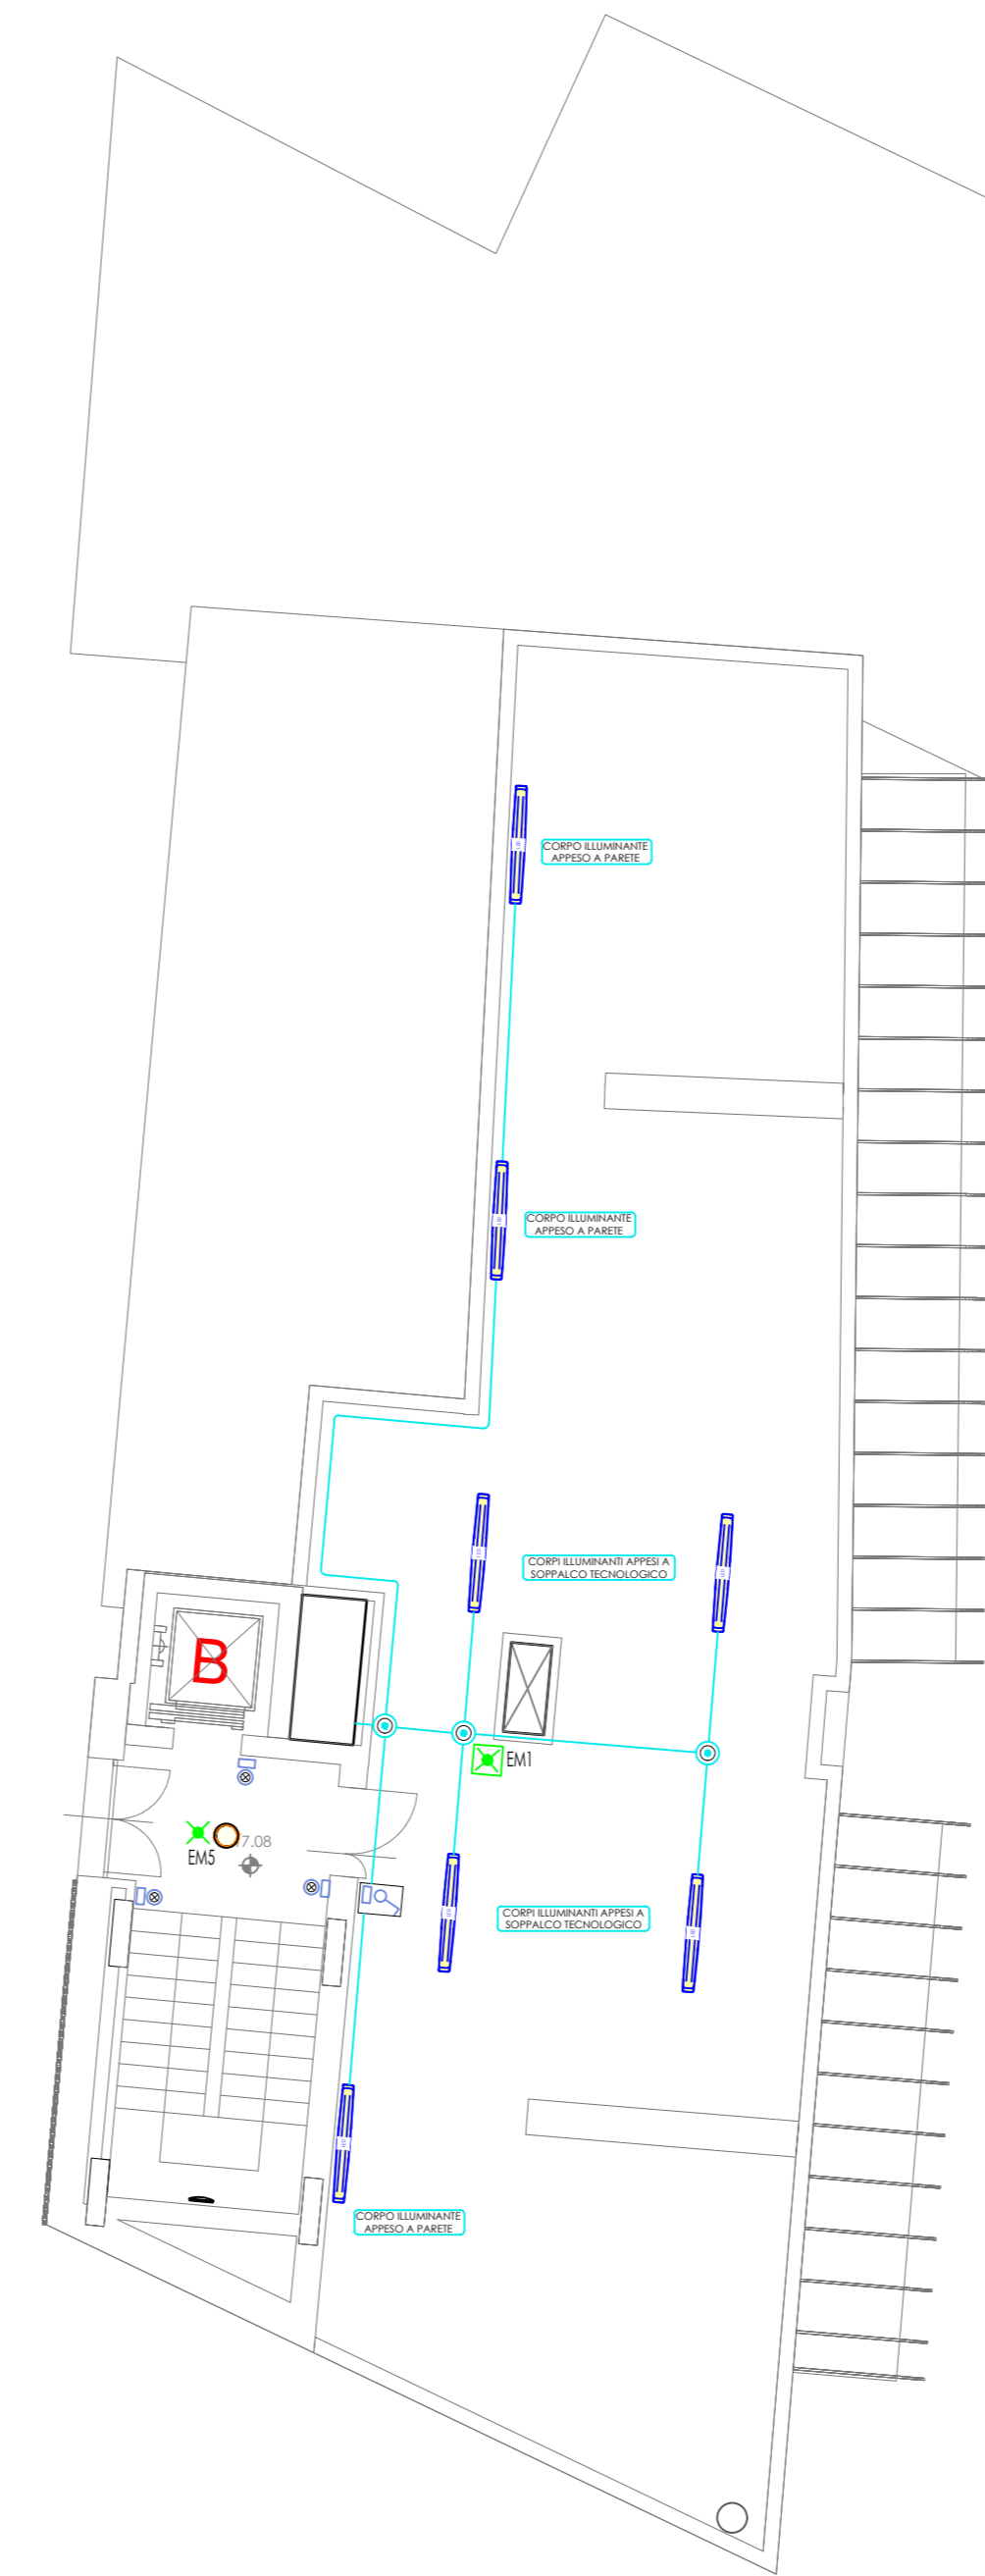 CORPO ILLUMINANTE
APPESO A PARETE
CORPO ILLUMINANTE
APPESO A PARETE
CORPI ILLUMINANTI APPESI A
SOPPALCO TECNOLOGICO
B
EM1
7.08
EM5
CORPI ILLUMINANTI APPESI A
SOPPALCO TECNOLOGICO
CORPO ILLUMINANTE
APPESO A PARETE